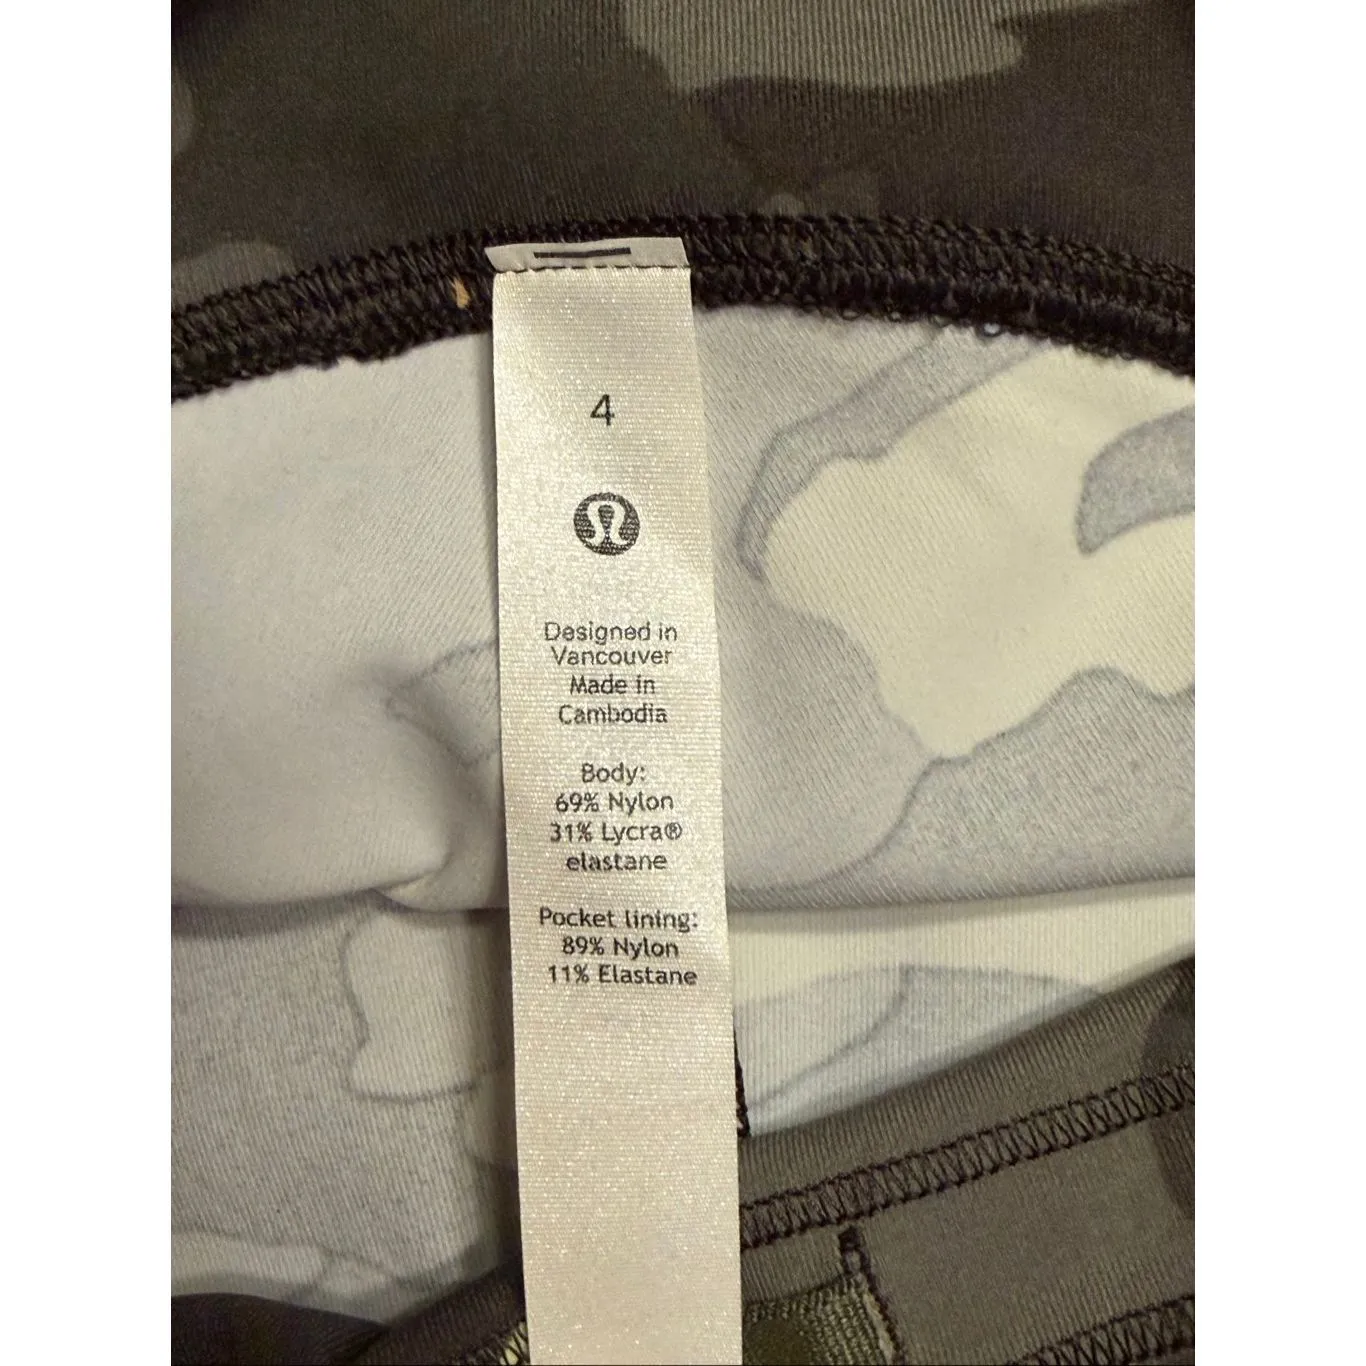 4
Designed in
Vancouver
Made in
Cambodia
Body:
69% Nylon
31% Lycra®
elastane
Pocket lining:
89% Nylon
11% Elastane